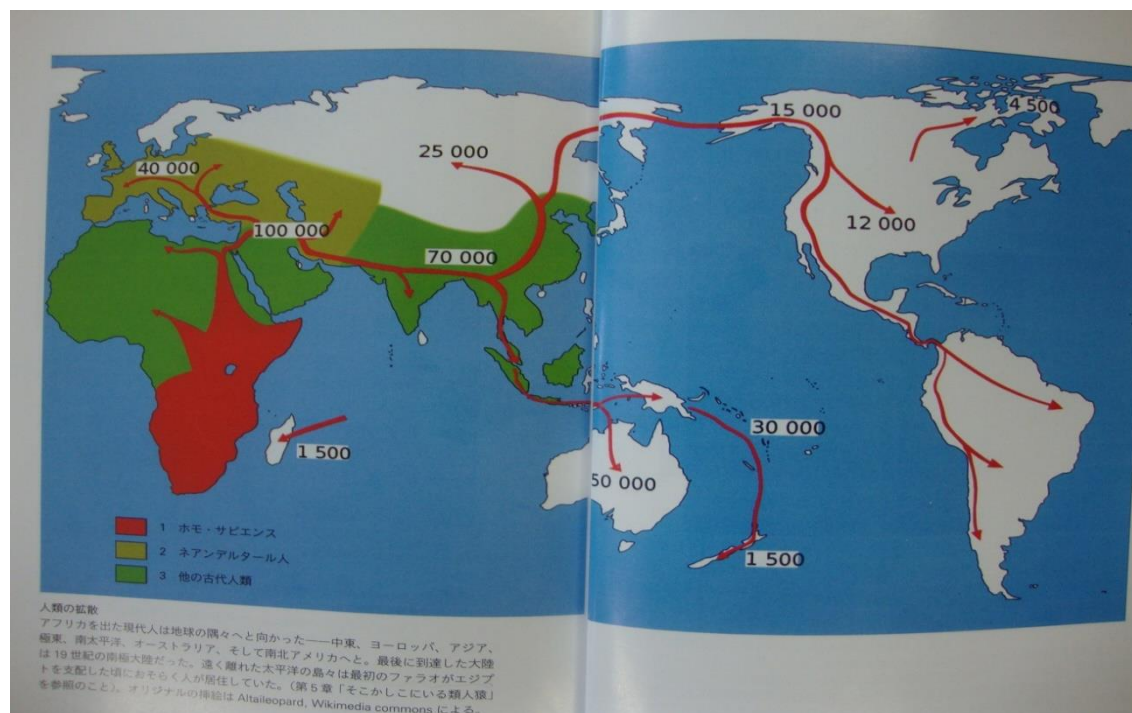 15 000
4 500
40 000
25 000
12 000
100 000
70 000
30 000
1 500
50 000
1 500
1 ホモ・サピエンス
2 ネアンデルタール人
3 他の古代人類
人類の拡散
アフリカを出た現代人は地球の隅々へと向かった——中東、ヨーロッパ、アジア、
極東、南太平洋、オーストラリア、そして南北アメリカへと。最後に到達した大陸
は19世紀の南極大陸だった。遠く離れた太平洋の島々は最初のファラオがエジプ
トを支配した頃におそらく人が居住していた。(第5章「そこかしこにいる類人猿」
を参照のこと)。オリジナルの挿絵は Altaileopard, Wikimedia commons による。